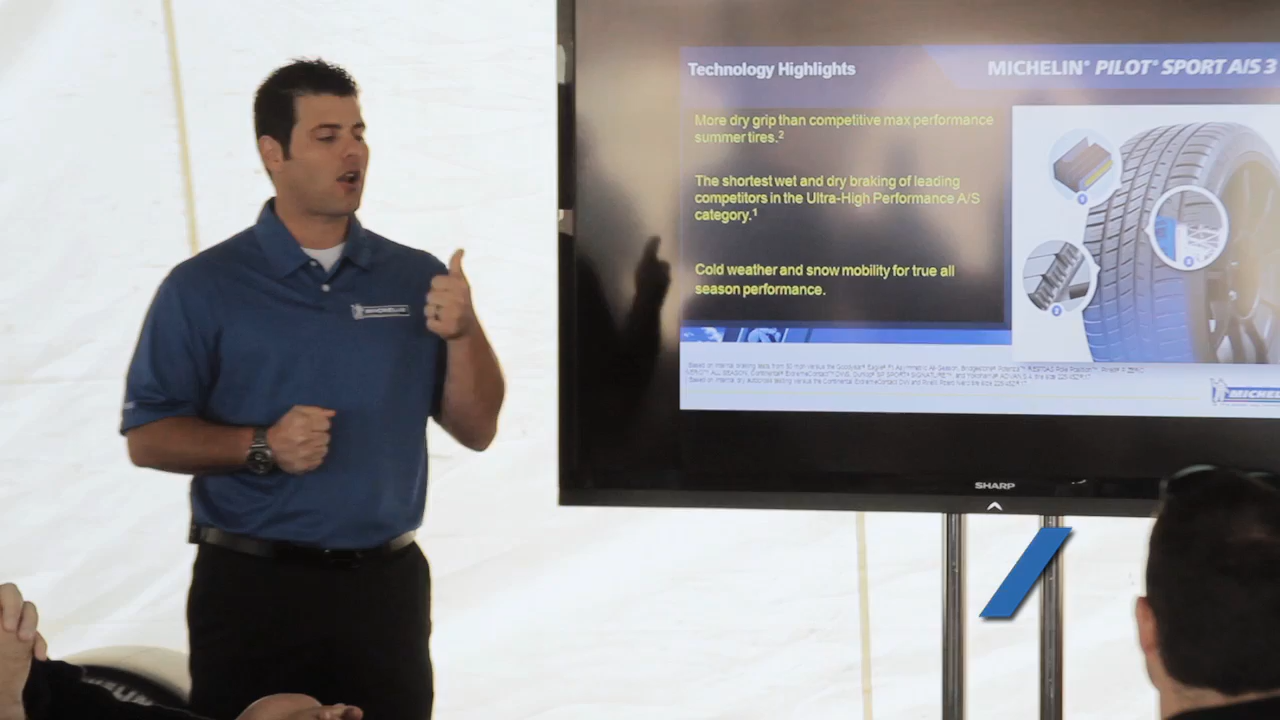 Technology Highlights
MICHELIN® PILOT® SPORT A/S 3
More dry grip than competitive max performance
summer tires.²
The shortest wet and dry braking of leading
competitors in the Ultra-High Performance A/S
category.¹
Cold weather and snow mobility for true all
season performance.
MICHELIN
SHARP
MICHELIN